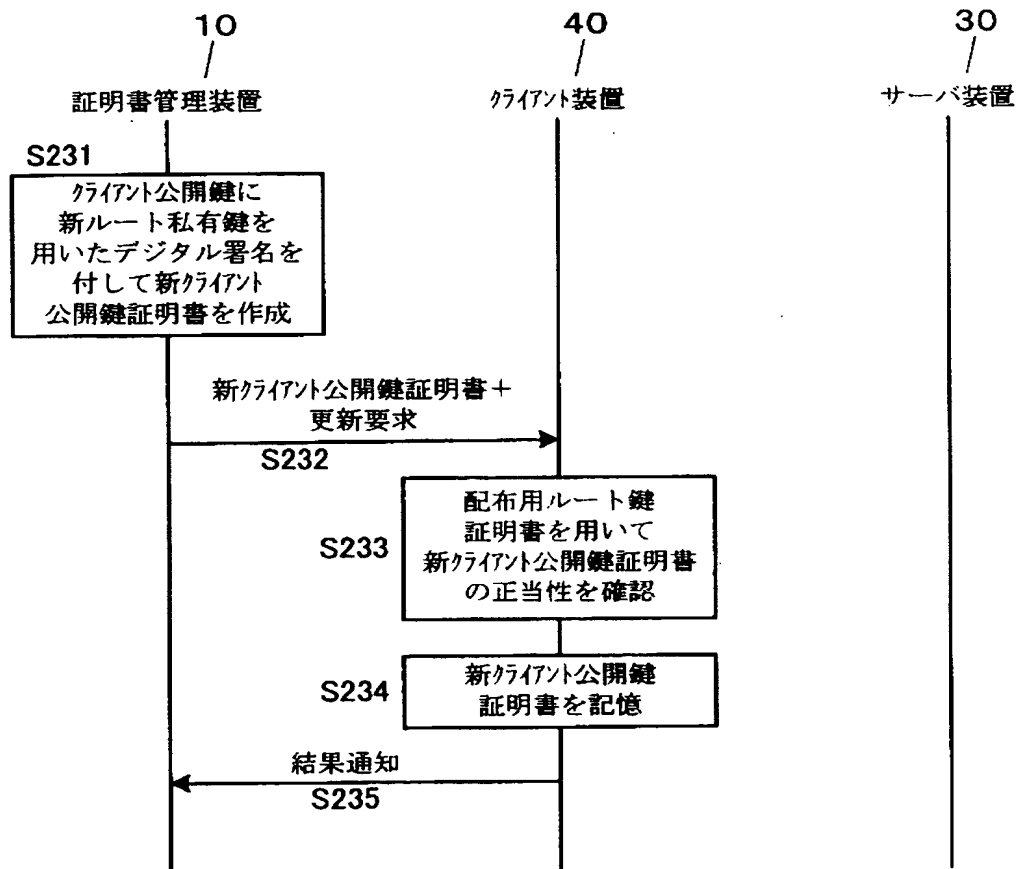 10
40
30
証明書管理装置
クライアント装置
サーバ装置
S231
クライアント公開鍵に
新ルート私有鍵を
用いたデジタル署名を
付して新クライアント
公開鍵証明書を作成
新クライアント公開鍵証明書+
更新要求
S232
S233
配布用ルート鍵
証明書を用いて
新クライアント公開鍵証明書
の正当性を確認
S234
新クライアント公開鍵
証明書を記憶
結果通知
S235